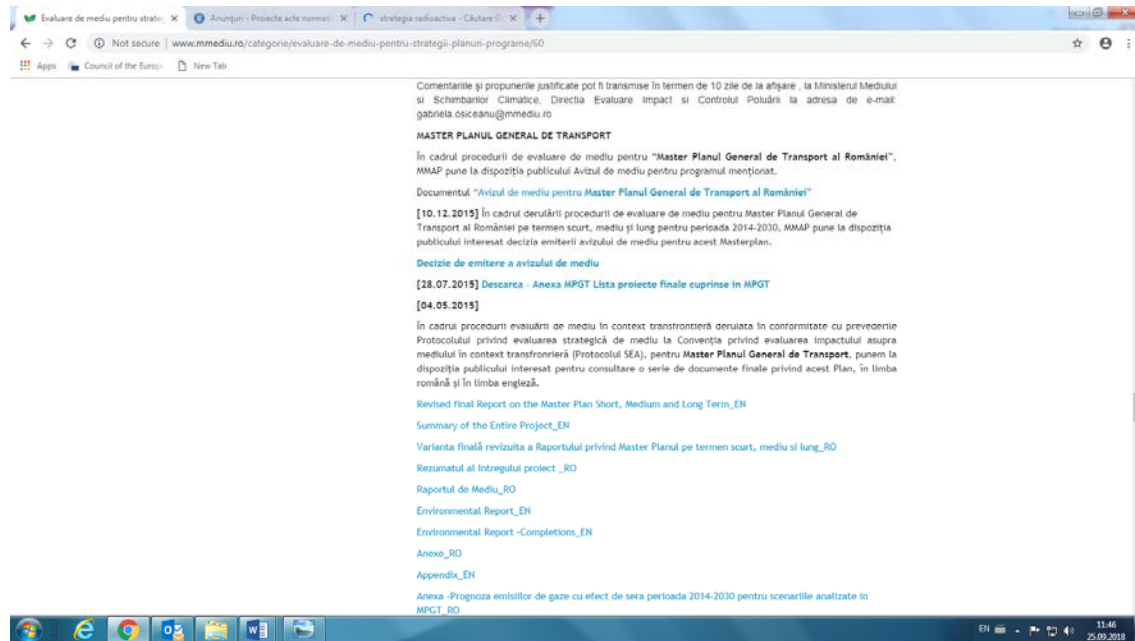 Evaluare de mediu pentru strate
Anunțuri - Proiecte acte normati
strategia radioactiva - Căutare
Not secure | www.mmediu.ro/categorie/evaluare-de-mediu-pentru-strategii-planuri-programe/60
Apps
Council of the Europ
New Tab
Comentariile și propunerile justificate pot fi transmise în termen de 10 zile de la afișare , la Ministerul Mediului
si Schimbarilor Climatice, Direcția Evaluare Impact si Controlul Poluării la adresa de e-mail:
gabriela.osiceanu@mmediu.ro
MASTER PLANUL GENERAL DE TRANSPORT
În cadrul procedurii de evaluare de mediu pentru "Master Planul General de Transport al României",
MMAP pune la dispoziția publicului Avizul de mediu pentru programul menționat.
Documentul "Avizul de mediu pentru Master Planul General de Transport al României"
[10.12.2015] În cadrul derulării procedurii de evaluare de mediu pentru Master Planul General de
Transport al României pe termen scurt, mediu și lung pentru perioada 2014-2030, MMAP pune la dispoziția
publicului interesat decizia emiterii avizului de mediu pentru acest Masterplan.
Decizie de emitere a avizului de mediu
[28.07.2015] Descarca - Anexa MPGT Lista proiecte finale cuprinse in MPGT
[04.05.2015]
În cadrul procedurii evaluării de mediu în context transfrontieră derulata în conformitate cu prevederile
Protocolului privind evaluarea strategică de mediu la Convenția privind evaluarea impactului asupra
mediului în context transfronrieră (Protocolul SEA), pentru Master Planul General de Transport, punem la
dispoziția publicului interesat pentru consultare o serie de documente finale privind acest Plan, în limba
română și în limba engleză.
Revised final Report on the Master Plan Short, Medium and Long Term_EN
Summary of the Entire Project_EN
Varianta finală revizuita a Raportului privind Master Planul pe termen scurt, mediu si lung_RO
Rezumatul al Intregului proiect _RO
Raportul de Mediu_RO
Environmental Report_EN
Environmental Report -Completions_EN
Anexe_RO
Appendix_EN
Anexa -Prognoza emisiilor de gaze cu efect de sera perioada 2014-2030 pentru scenariile analizate in
MPGT_RO
EN
11:46
25.09.2018